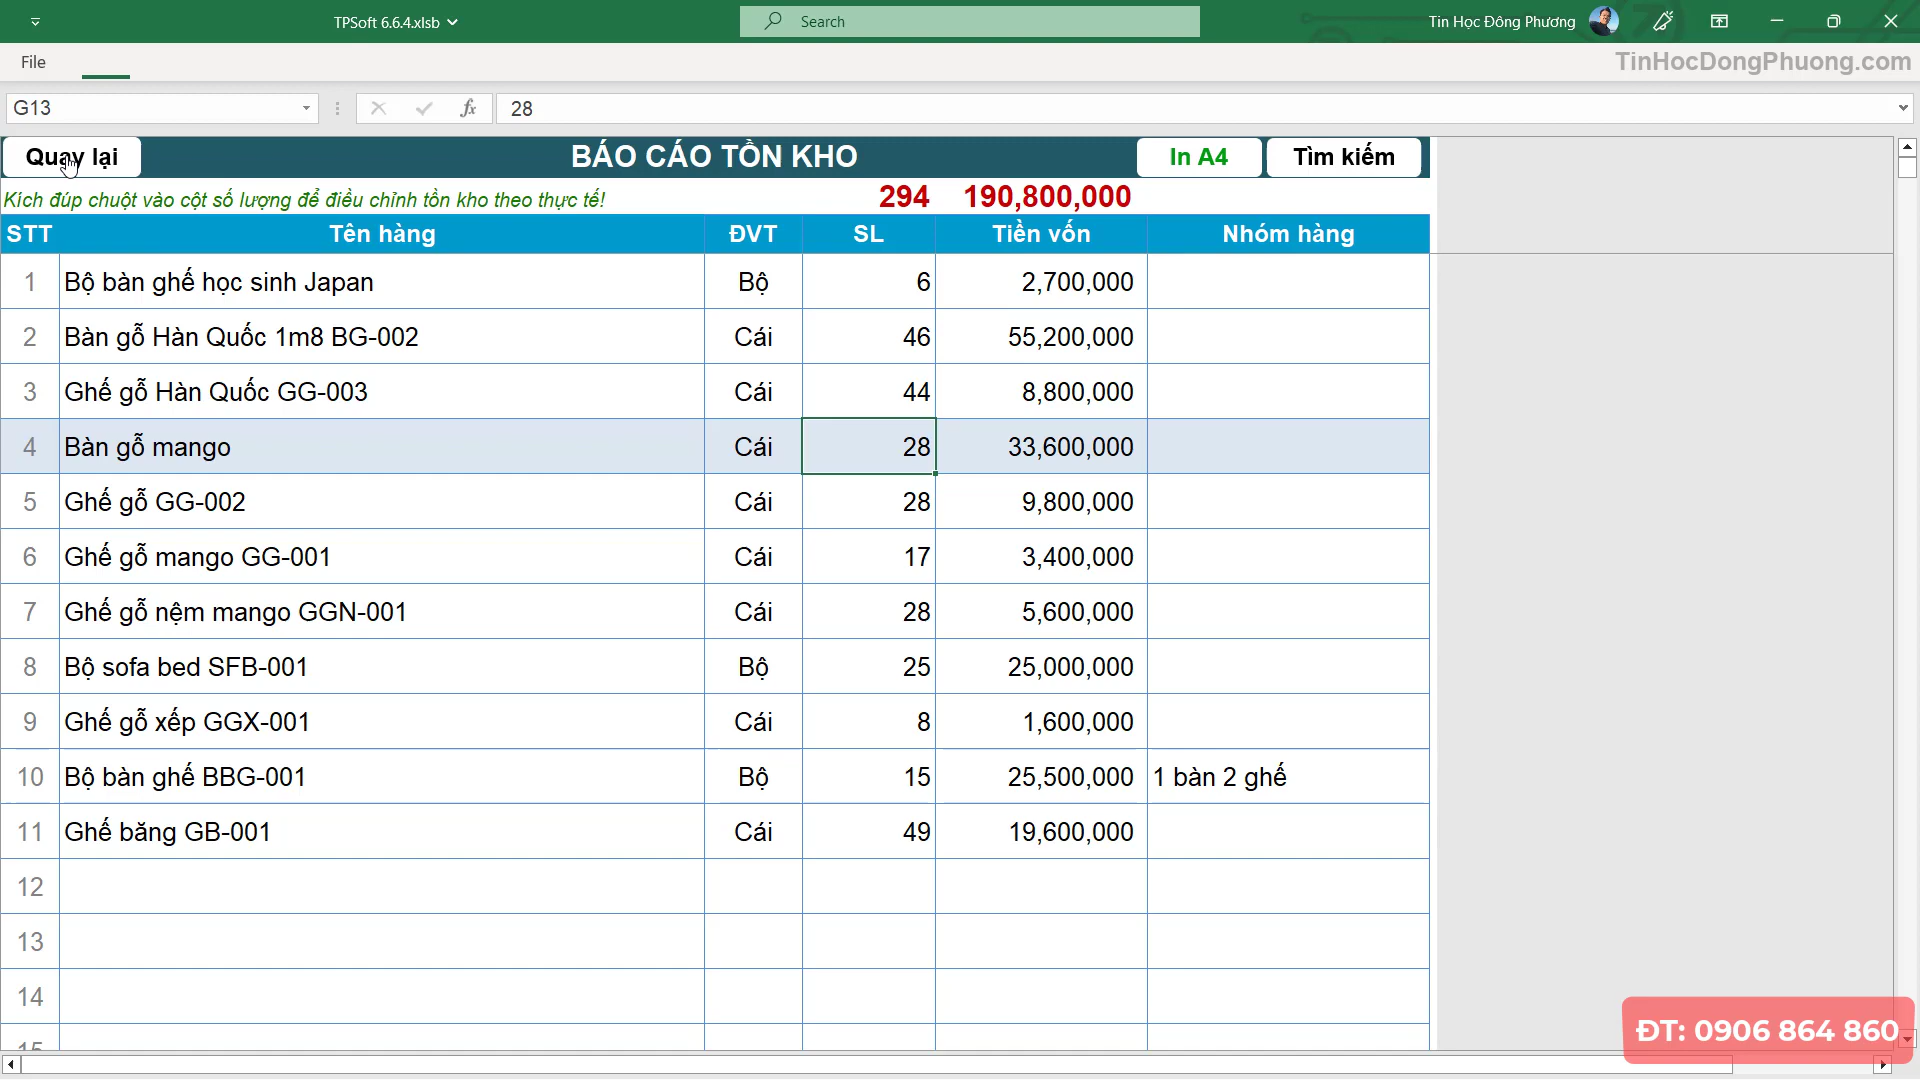 TPSoft 6.6.4.xlsb
Search
Tin Học Đông Phương
File
TinHocDongPhuong.com
G13
fx
28
Quay lại
BÁO CÁO TỒN KHO
In A4
Tìm kiếm
Kích đúp chuột vào cột số lượng để điều chỉnh tồn kho theo thực tế!
294 190,800,000
STT Tên hàng ĐVT SL Tiền vốn Nhóm hàng
1 Bộ bàn ghế học sinh Japan Bộ 6 2,700,000
2 Bàn gỗ Hàn Quốc 1m8 BG-002 Cái 46 55,200,000
3 Ghế gỗ Hàn Quốc GG-003 Cái 44 8,800,000
4 Bàn gỗ mango Cái 28 33,600,000
5 Ghế gỗ GG-002 Cái 28 9,800,000
6 Ghế gỗ mango GG-001 Cái 17 3,400,000
7 Ghế gỗ nệm mango GGN-001 Cái 28 5,600,000
8 Bộ sofa bed SFB-001 Bộ 25 25,000,000
9 Ghế gỗ xếp GGX-001 Cái 8 1,600,000
10 Bộ bàn ghế BBG-001 Bộ 15 25,500,000 1 bàn 2 ghế
11 Ghế băng GB-001 Cái 49 19,600,000
12
13
14
15
ĐT: 0906 864 860